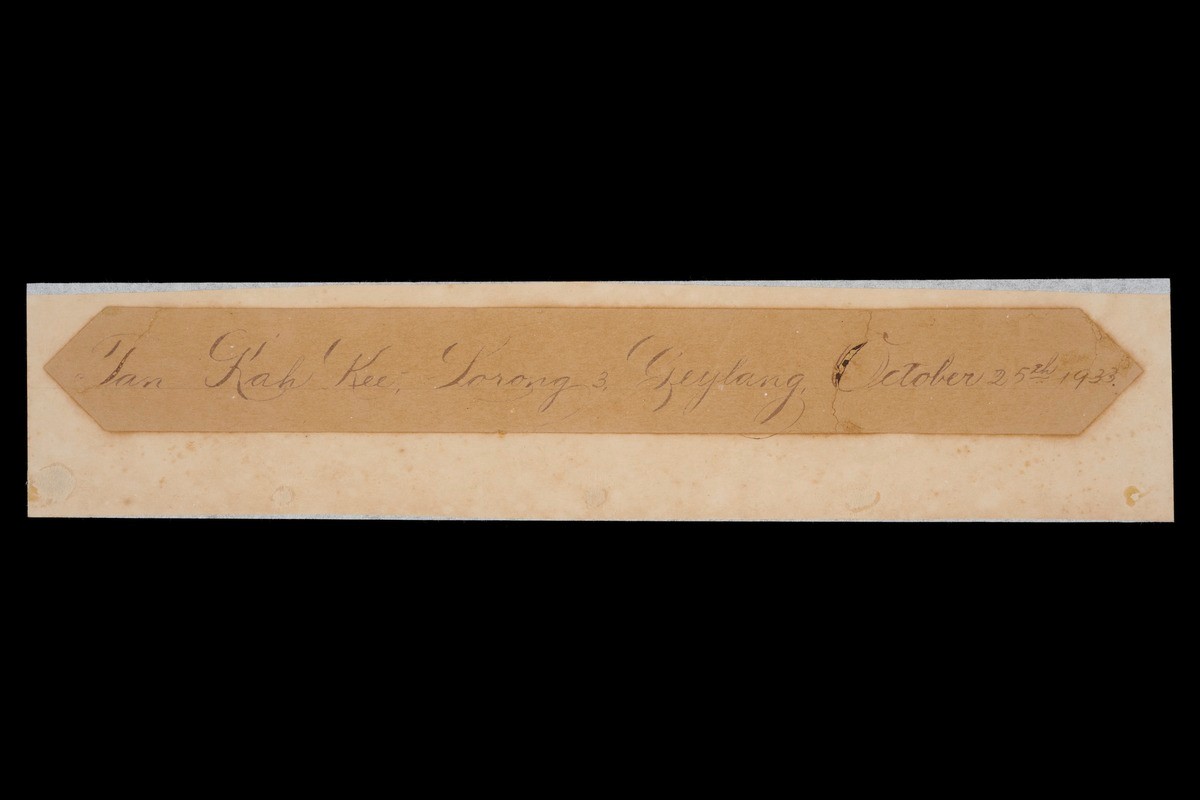 Tan Kah Kee, Lorong 3, Geylang, October 25th 1933.